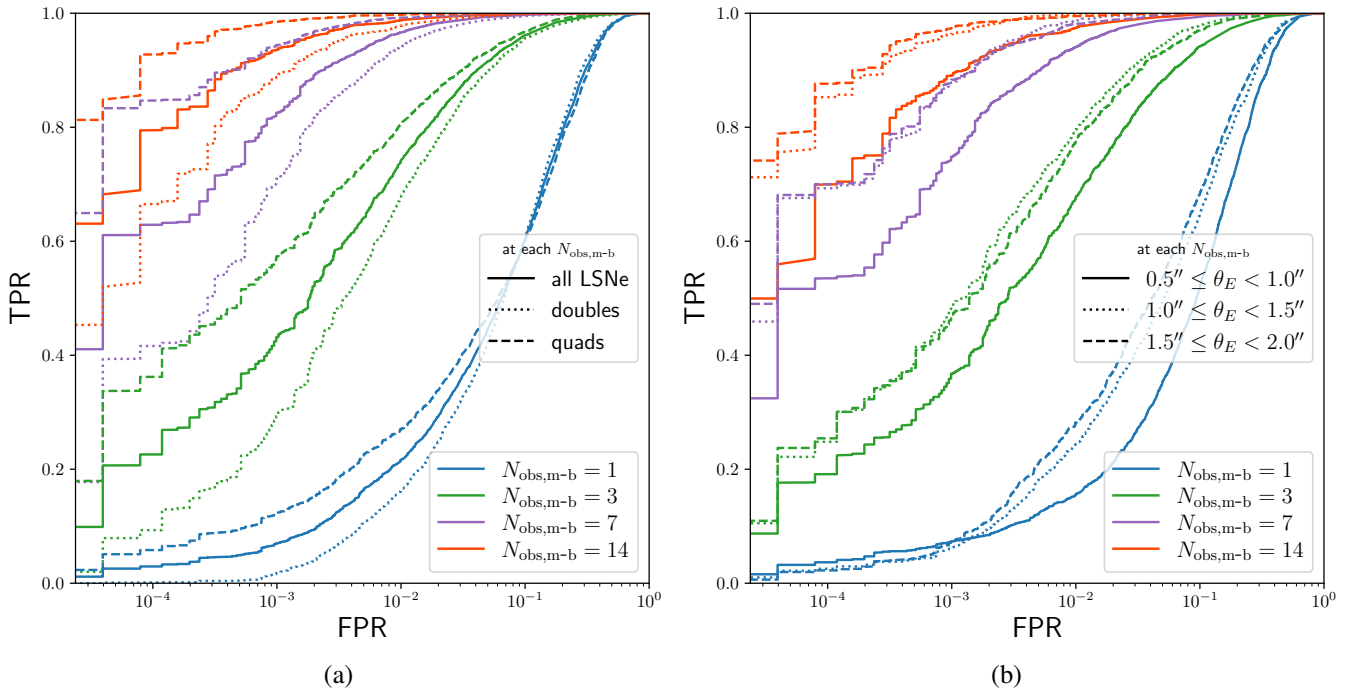 1.0
0.8
0.6
0.4
0.2
0.0
TPR
10⁻⁴ 10⁻³ 10⁻² 10⁻¹ 10⁰
FPR
at each N_obs,m-b
all LSNe
doubles
quads
N_obs,m-b = 1
N_obs,m-b = 3
N_obs,m-b = 7
N_obs,m-b = 14
(a)
1.0
0.8
0.6
0.4
0.2
0.0
TPR
10⁻⁴ 10⁻³ 10⁻² 10⁻¹ 10⁰
FPR
at each N_obs,m-b
0.5″ ≤ θ_E < 1.0″
1.0″ ≤ θ_E < 1.5″
1.5″ ≤ θ_E < 2.0″
N_obs,m-b = 1
N_obs,m-b = 3
N_obs,m-b = 7
N_obs,m-b = 14
(b)